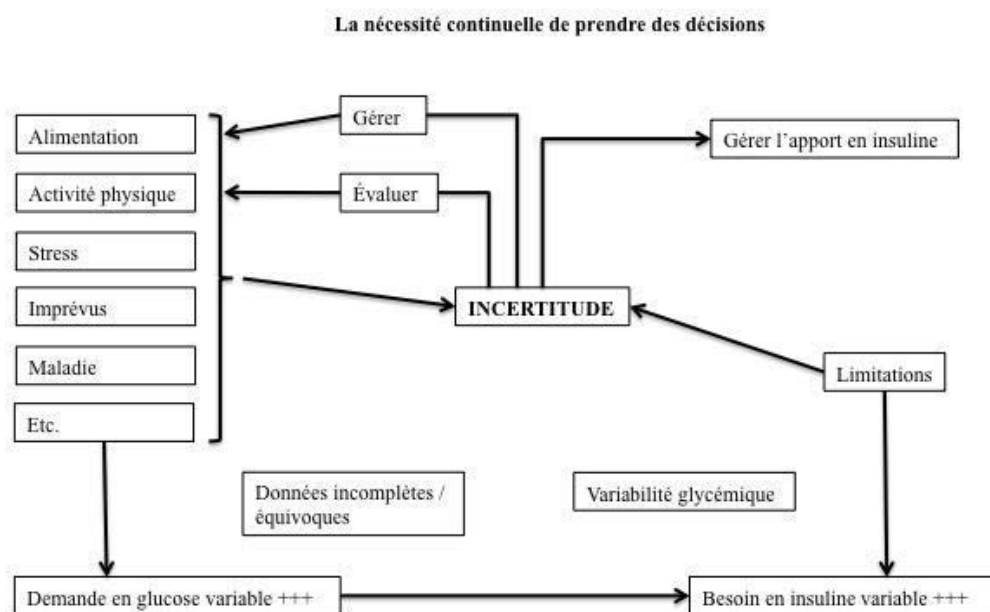 La nécessité continuelle de prendre des décisions
Gérer
Alimentation
Gérer l'apport en insuline
Activité physique
Évaluer
Stress
Imprévus
INCERTITUDE
Maladie
Limitations
Etc.
Données incomplètes /
équivoques
Variabilité glycémique
Demande en glucose variable +++
Besoin en insuline variable +++